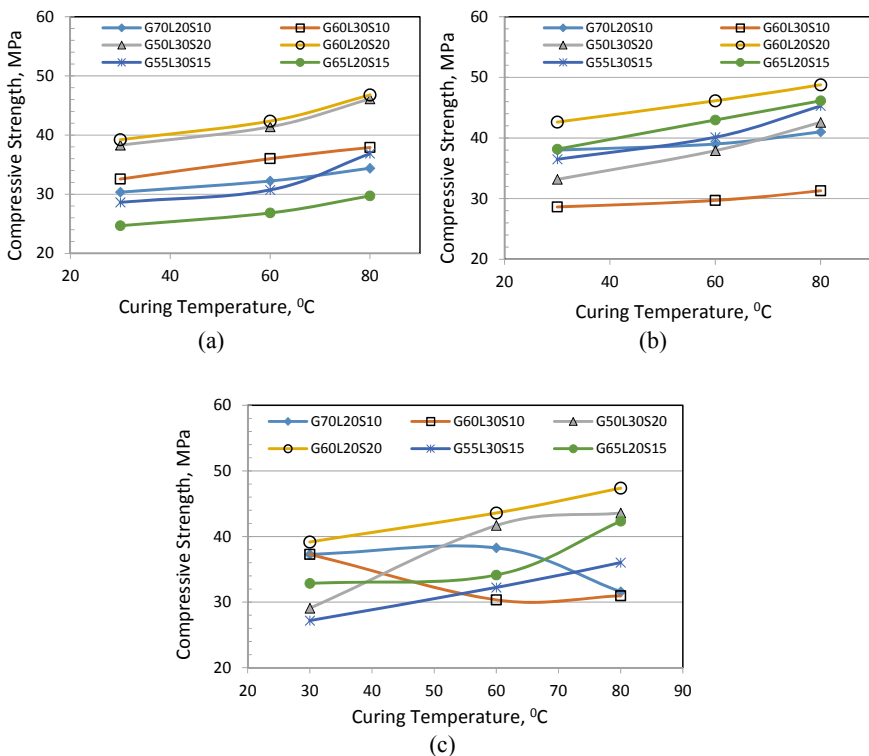 G70L20S10 G60L30S10
G50L30S20 G60L20S20
G55L30S15 G65L20S15
60
50
40
30
20
20 40 60 80
Compressive Strength, MPa
Curing Temperature, ⁰C
(a)
G70L20S10 G60L30S10
G50L30S20 G60L20S20
G55L30S15 G65L20S15
60
50
40
30
20
20 40 60 80
Compressive Strength, MPa
Curing Temperature, ⁰C
(b)
G70L20S10 G60L30S10 G50L30S20
G60L20S20 G55L30S15 G65L20S15
60
50
40
30
20
20 30 40 50 60 70 80 90
Compressive Strength, MPa
Curing Temperature, ⁰C
(c)